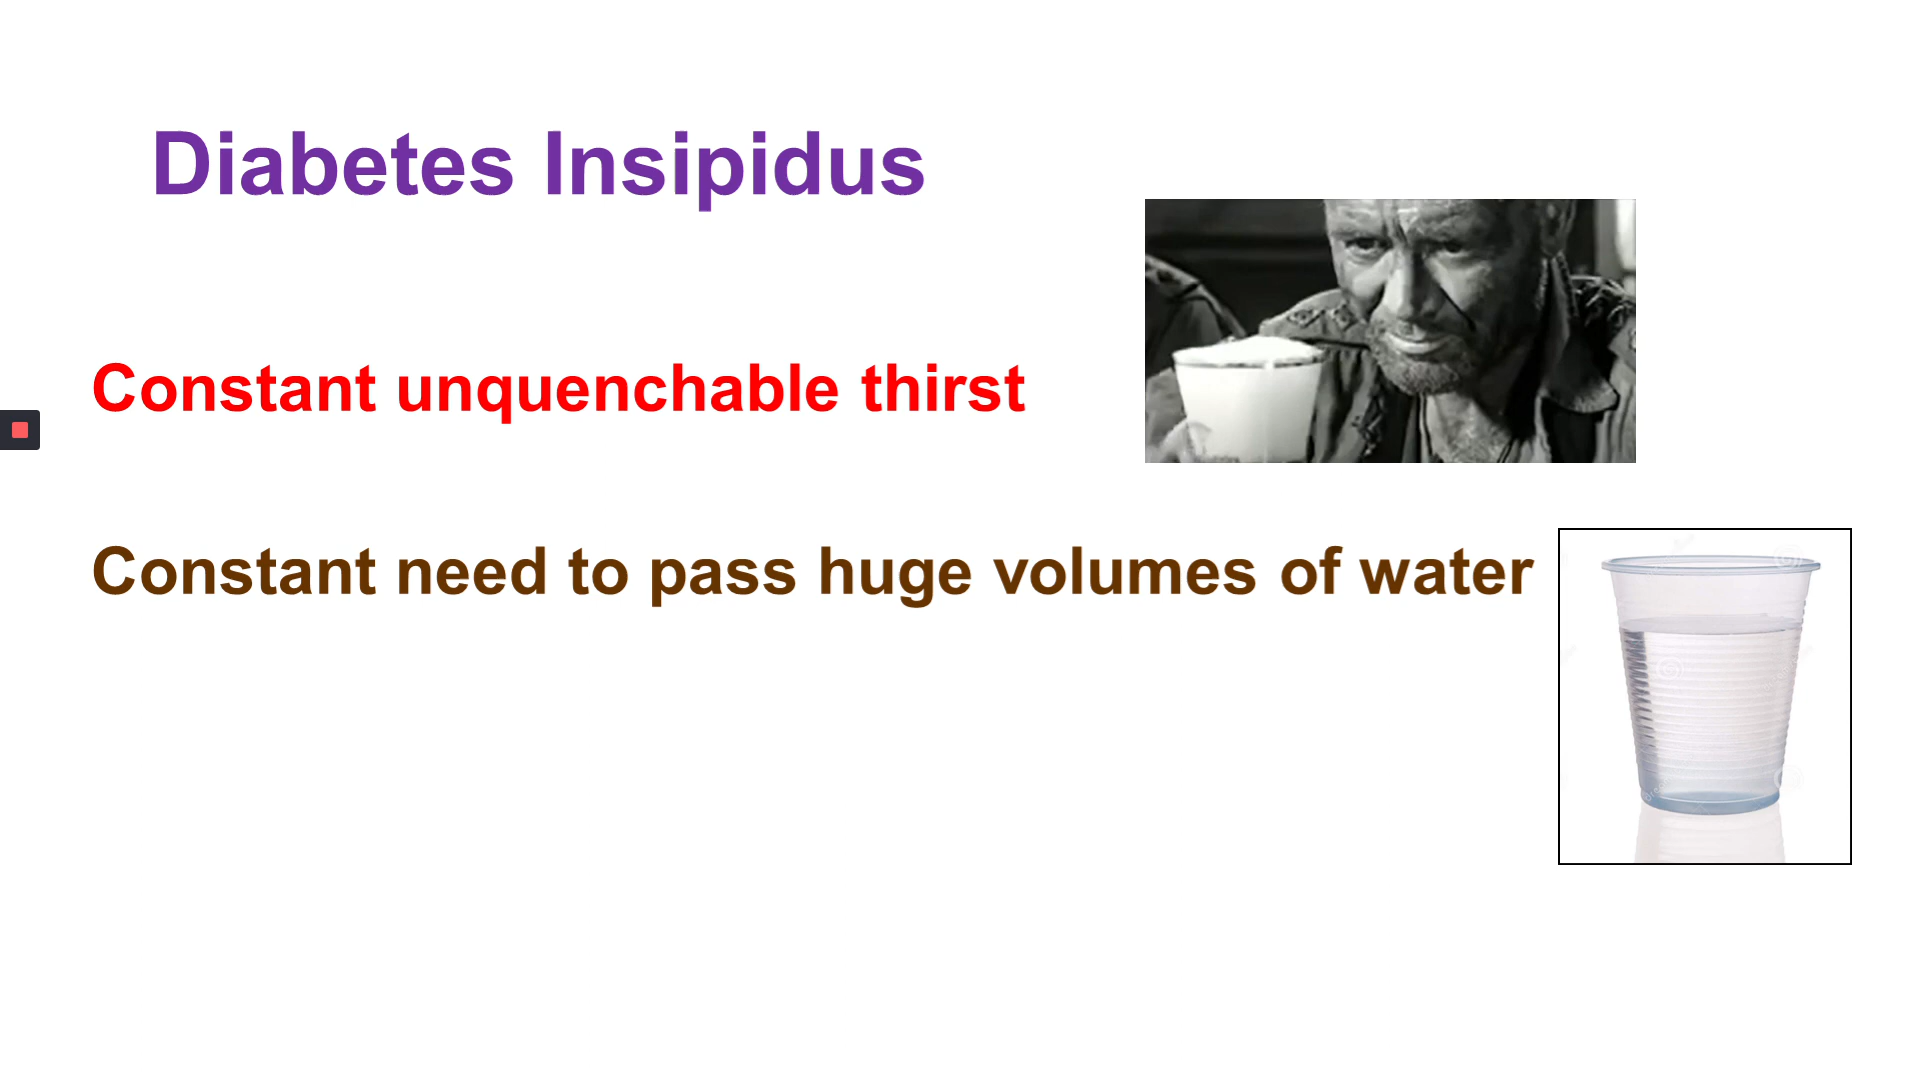 Diabetes Insipidus
Constant unquenchable thirst
Constant need to pass huge volumes of water